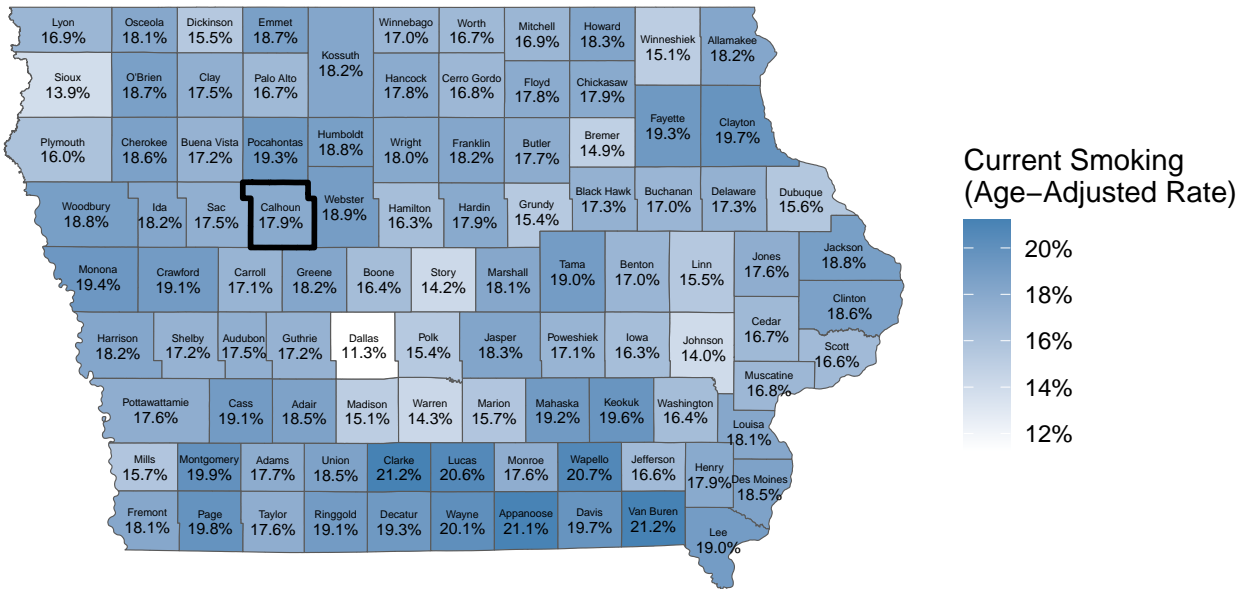 Lyon
16.9%
Osceola
18.1%
Dickinson
15.5%
Emmet
18.7%
Kossuth
18.2%
Winnebago
17.0%
Worth
16.7%
Mitchell
16.9%
Howard
18.3%
Winneshiek
15.1%
Allamakee
18.2%
Sioux
13.9%
O'Brien
18.7%
Clay
17.5%
Palo Alto
16.7%
Hancock
17.8%
Cerro Gordo
16.8%
Floyd
17.8%
Chickasaw
17.9%
Fayette
19.3%
Clayton
19.7%
Plymouth
16.0%
Cherokee
18.6%
Buena Vista
17.2%
Pocahontas
19.3%
Humboldt
18.8%
Wright
18.0%
Franklin
18.2%
Butler
17.7%
Bremer
14.9%
Woodbury
18.8%
Ida
18.2%
Sac
17.5%
Calhoun
17.9%
Webster
18.9%
Hamilton
16.3%
Hardin
17.9%
Grundy
15.4%
Black Hawk
17.3%
Buchanan
17.0%
Delaware
17.3%
Dubuque
15.6%
Monona
19.4%
Crawford
19.1%
Carroll
17.1%
Greene
18.2%
Boone
16.4%
Story
14.2%
Marshall
18.1%
Tama
19.0%
Benton
17.0%
Linn
15.5%
Jones
17.6%
Jackson
18.8%
Clinton
18.6%
Harrison
18.2%
Shelby
17.2%
Audubon
17.5%
Guthrie
17.2%
Dallas
11.3%
Polk
15.4%
Jasper
18.3%
Poweshiek
17.1%
Iowa
16.3%
Johnson
14.0%
Cedar
16.7%
Scott
16.6%
Muscatine
16.8%
Pottawattamie
17.6%
Cass
19.1%
Adair
18.5%
Madison
15.1%
Warren
14.3%
Marion
15.7%
Mahaska
19.2%
Keokuk
19.6%
Washington
16.4%
Louisa
18.1%
Mills
15.7%
Montgomery
19.9%
Adams
17.7%
Union
18.5%
Clarke
21.2%
Lucas
20.6%
Monroe
17.6%
Wapello
20.7%
Jefferson
16.6%
Henry
17.9%
Des Moines
18.5%
Fremont
18.1%
Page
19.8%
Taylor
17.6%
Ringgold
19.1%
Decatur
19.3%
Wayne
20.1%
Appanoose
21.1%
Davis
19.7%
Van Buren
21.2%
Lee
19.0%
Current Smoking
(Age−Adjusted Rate)
20%
18%
16%
14%
12%